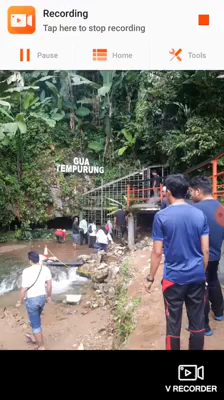 Recording
Tap here to stop recording
Pause
Home
Tools
GUA
TEMPURUNG
V RECORDER